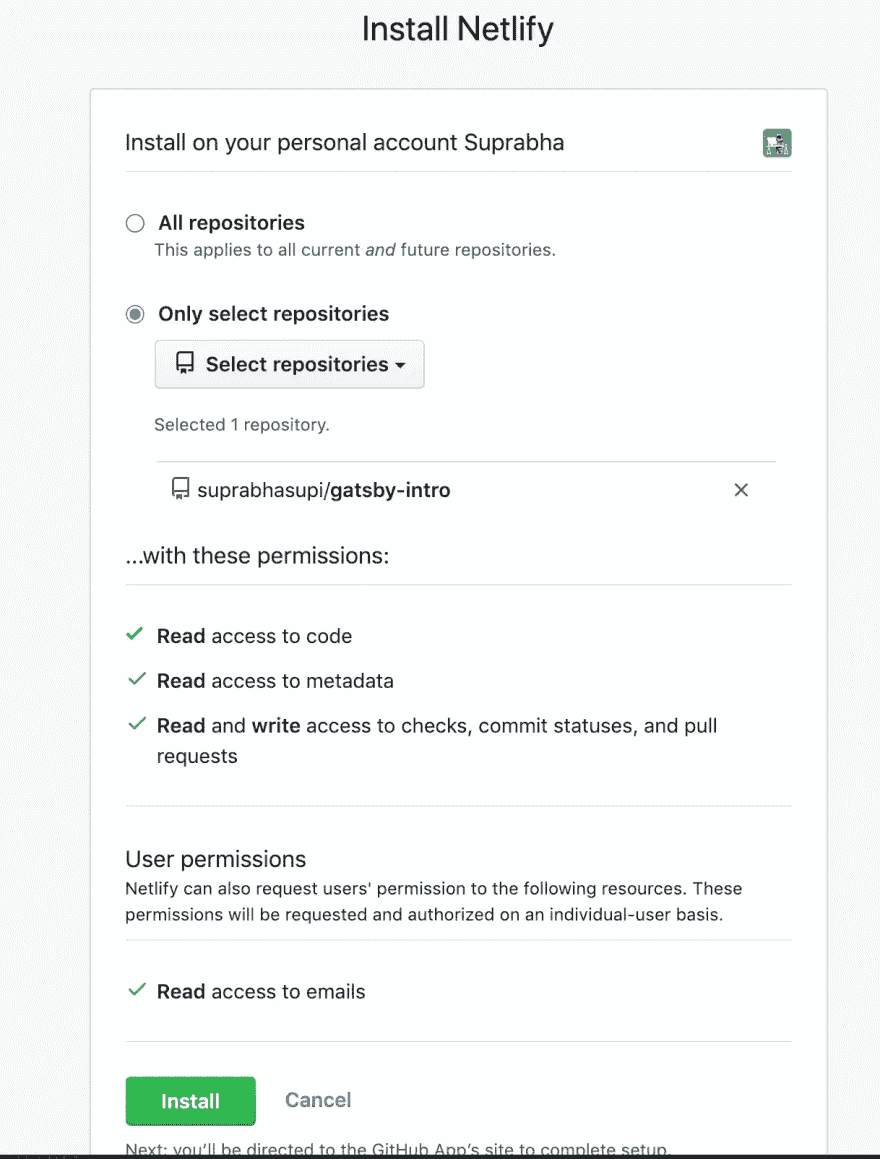 Install Netlify
Install on your personal account Suprabha
All repositories
This applies to all current and future repositories.
Only select repositories
Select repositories
Selected 1 repository.
suprabhasupi/gatsby-intro
...with these permissions:
Read access to code
Read access to metadata
Read and write access to checks, commit statuses, and pull
requests
User permissions
Netlify can also request users' permission to the following resources. These
permissions will be requested and authorized on an individual-user basis.
Read access to emails
Install Cancel
Next: you'll be directed to the GitHub App's site to complete setup.